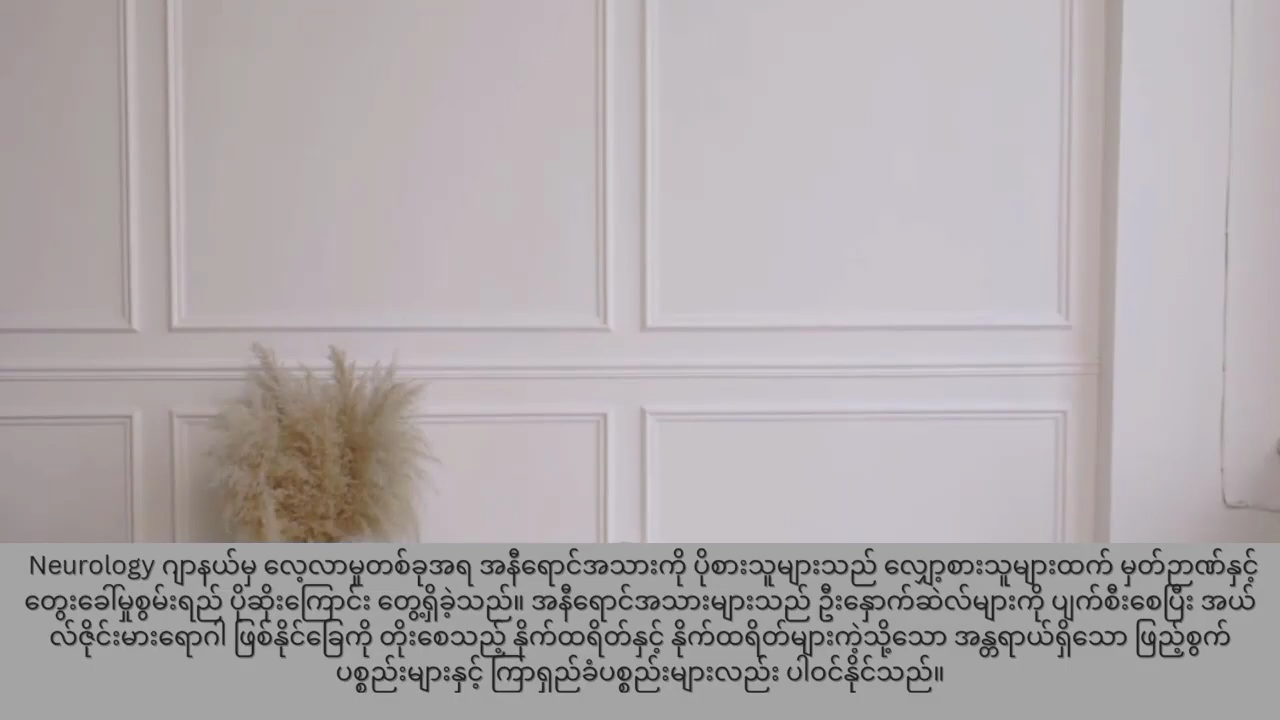 Neurology ဂျာနယ်မှ လေ့လာမှုတစ်ခုအရ အနီရောင်အသားကို ပိုစားသူများသည် လျှော့စားသူများထက် မှတ်ဉာဏ်နှင့်
တွေးခေါ်မှုစွမ်းရည် ပိုဆိုးကြောင်း တွေ့ရှိခဲ့သည်။ အနီရောင်အသားများသည် ဦးနှောက်ဆဲလ်များကို ပျက်စီးစေပြီး အယ်
လ်ဇိုင်းမားရောဂါ ဖြစ်နိုင်ခြေကို တိုးစေသည့် နိုက်ထရိတ်နှင့် နိုက်ထရိတ်များကဲ့သို့သော အန္တရာယ်ရှိသော ဖြည့်စွက်
ပစ္စည်းများနှင့် ကြာရှည်ခံပစ္စည်းများလည်း ပါဝင်နိုင်သည်။